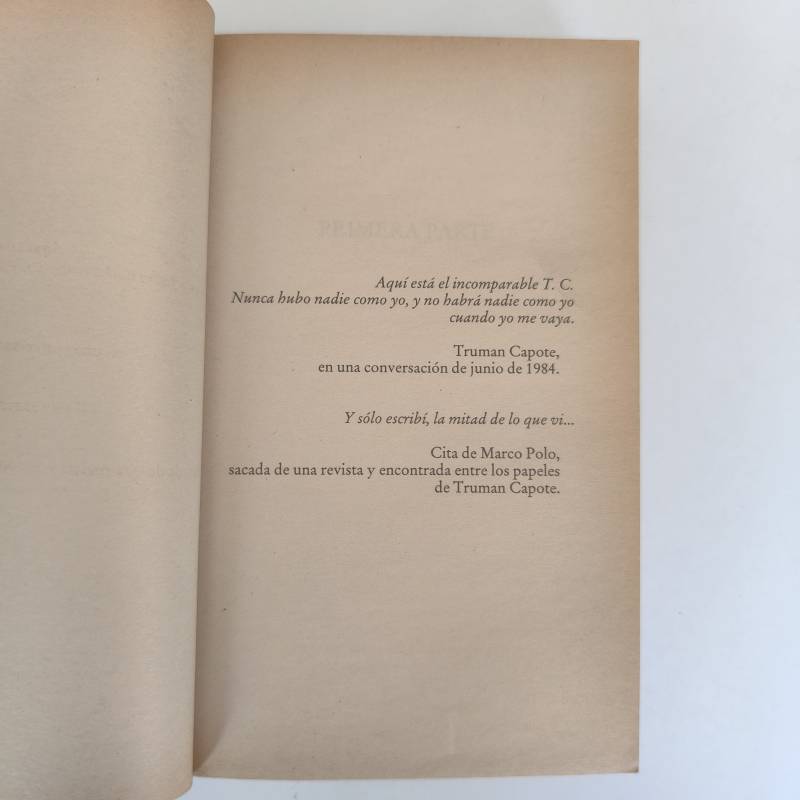 PRIMERA PARTE
Aquí está el incomparable T. C.
Nunca hubo nadie como yo, y no habrá nadie como yo
cuando yo me vaya.
Truman Capote,
en una conversación de junio de 1984.
Y sólo escribí, la mitad de lo que vi...
Cita de Marco Polo,
sacada de una revista y encontrada entre los papeles
de Truman Capote.